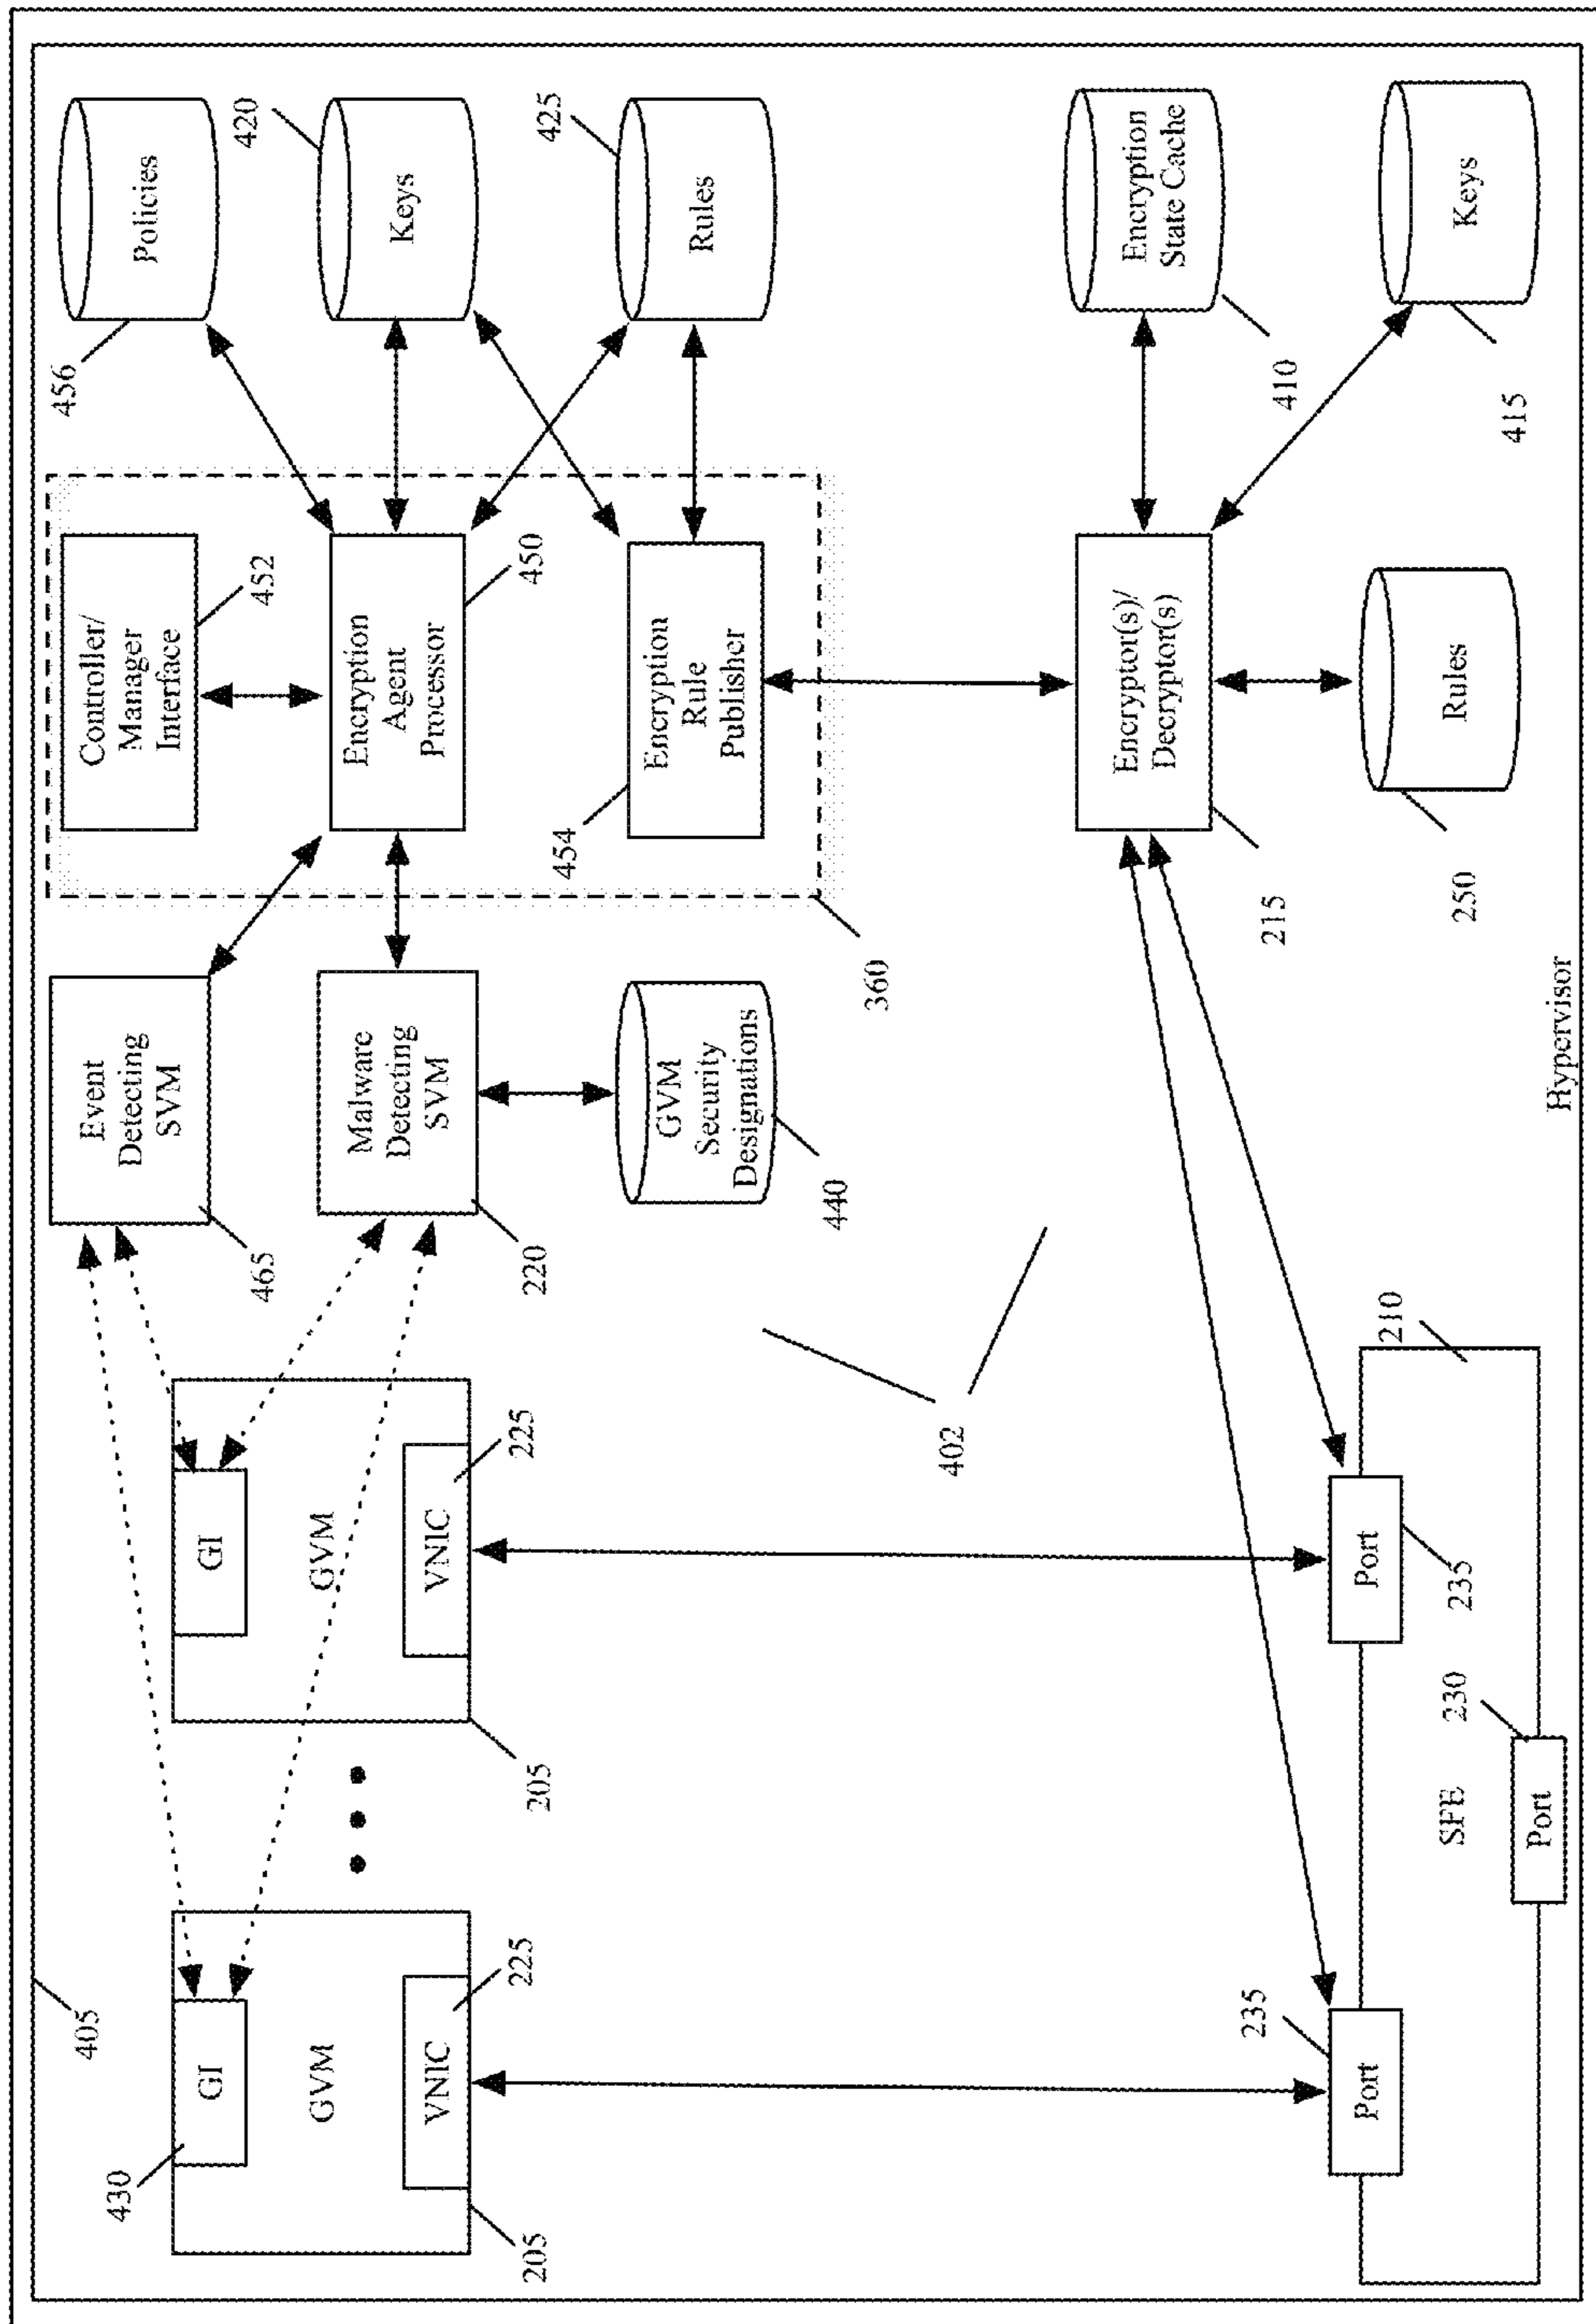 405
430
GI
GVM
VNIC
225
205
GI
GVM
VNIC
225
205
Event
Detecting
SVM
465
Malware
Detecting
SVM
220
GVM
Security
Designations
440
Controller/
Manager
Interface
452
Encryption
Agent
Processor
450
Encryption
Rule
Publisher
454
360
Policies
456
Keys
420
Rules
425
402
Encryptor(s)/
Decryptor(s)
215
Encryption
State Cache
410
Keys
415
Rules
250
Port
235
Port
235
SFE
210
Port
230
Hypervisor